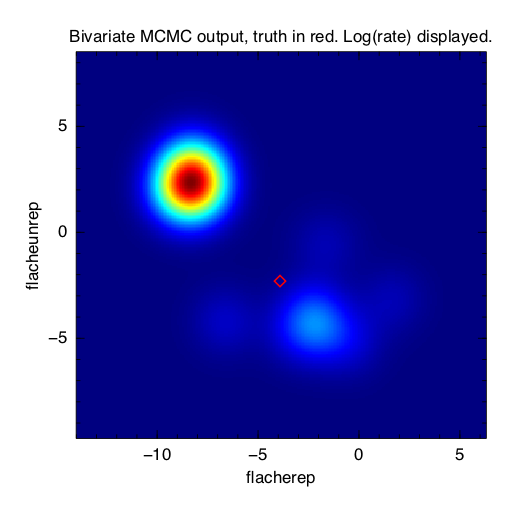 Bivariate MCMC output, truth in red. Log(rate) displayed.
5
0
−5
flacheunrep
−10 −5 0 5
flacherep